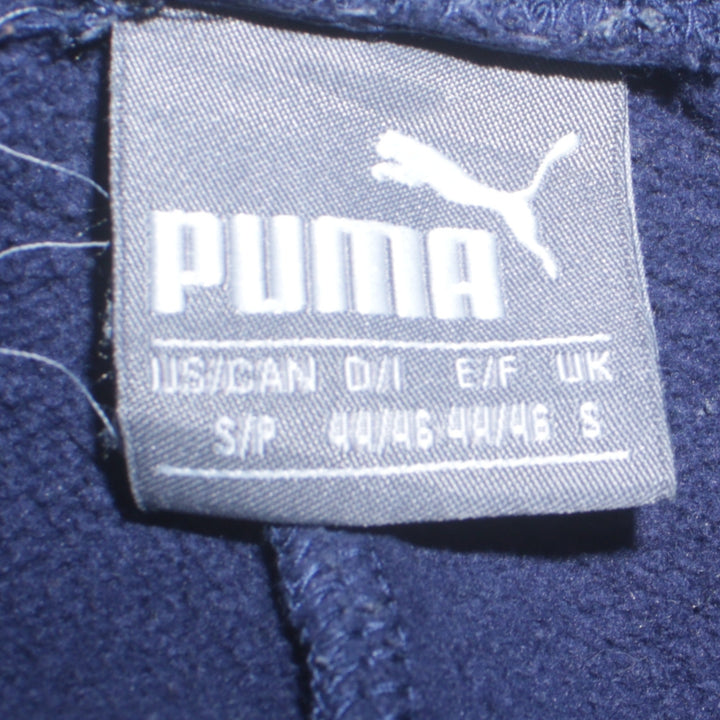 PUMA
US/CAN D/I E/F UK
S/P 44/46 44/46 S